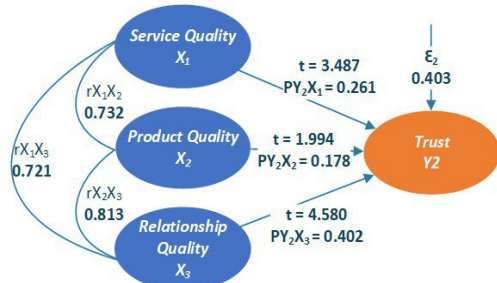 Service Quality
X₁
rX₁X₂
0.732
rX₁X₃
0.721
Product Quality
X₂
rX₂X₃
0.813
Relationship
Quality
X₃
t = 3.487
PY₂X₁ = 0.261
t = 1.994
PY₂X₂ = 0.178
t = 4.580
PY₂X₃ = 0.402
Ɛ₂
0.403
Trust
Y2